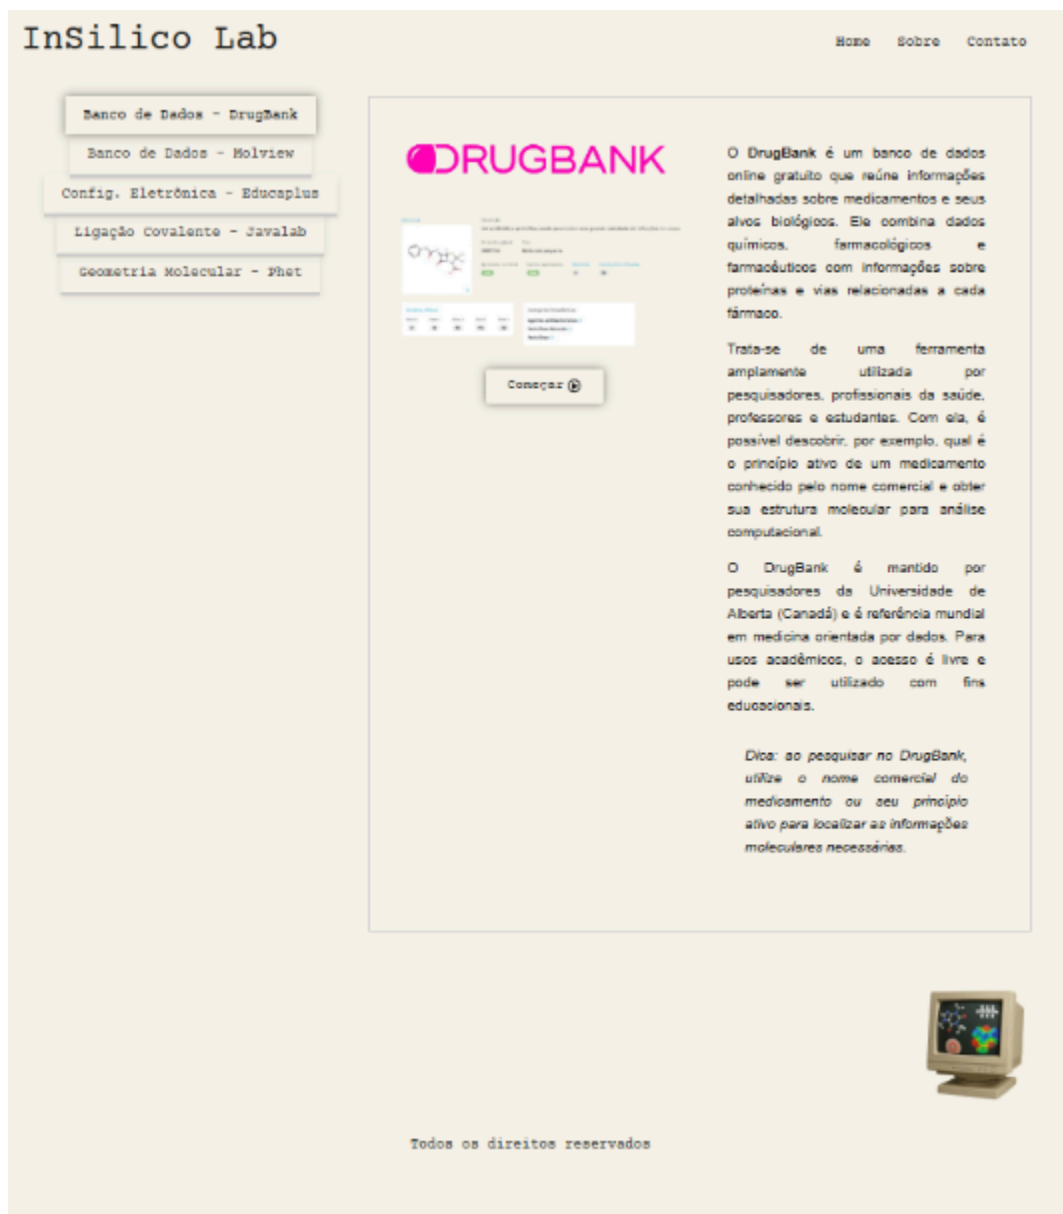 InSilico Lab
Home Sobre Contato
Banco de Dados - DrugBank
Banco de Dados - Molview
Config. Eletrônica - Educaplus
Ligação Covalente - Javalab
Geometria Molecular - Phet
DRUGBANK
Começar
O DrugBank é um banco de dados
online gratuito que reúne informações
detalhadas sobre medicamentos e seus
alvos biológicos. Ele combina dados
químicos, farmacológicos e
farmacêuticos com informações sobre
proteínas e vias relacionadas a cada
fármaco.
Trata-se de uma ferramenta
amplamente utilizada por
pesquisadores, profissionais da saúde,
professores e estudantes. Com ela, é
possível descobrir, por exemplo, qual é
o princípio ativo de um medicamento
conhecido pelo nome comercial e obter
sua estrutura molecular para análise
computacional.
O DrugBank é mantido por
pesquisadores da Universidade de
Alberta (Canadá) e é referência mundial
em medicina orientada por dados. Para
usos acadêmicos, o acesso é livre e
pode ser utilizado com fins
educacionais.
Dica: ao pesquisar no DrugBank,
utilize o nome comercial do
medicamento ou seu princípio
ativo para localizar as informações
moleculares necessárias.
Todos os direitos reservados